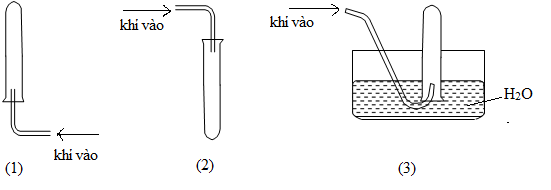 khí vào
khí vào
khí vào
H₂O
(1)
(2)
(3)